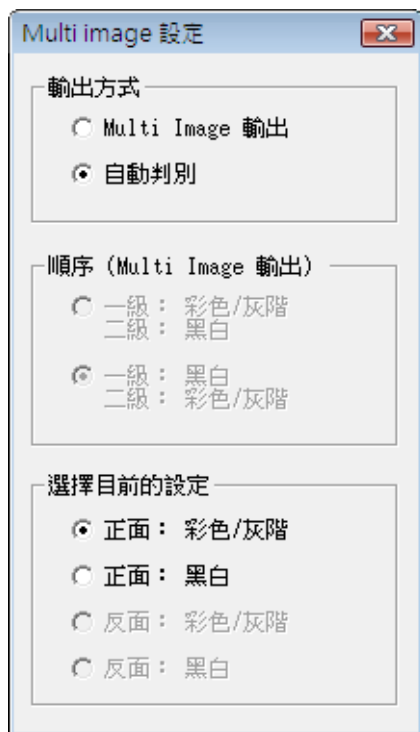 Multi image 設定
輸出方式
Multi Image 輸出
自動判別
順序 (Multi Image 輸出)
一級： 彩色/灰階
二級： 黑白
一級： 黑白
二級： 彩色/灰階
選擇目前的設定
正面： 彩色/灰階
正面： 黑白
反面： 彩色/灰階
反面： 黑白